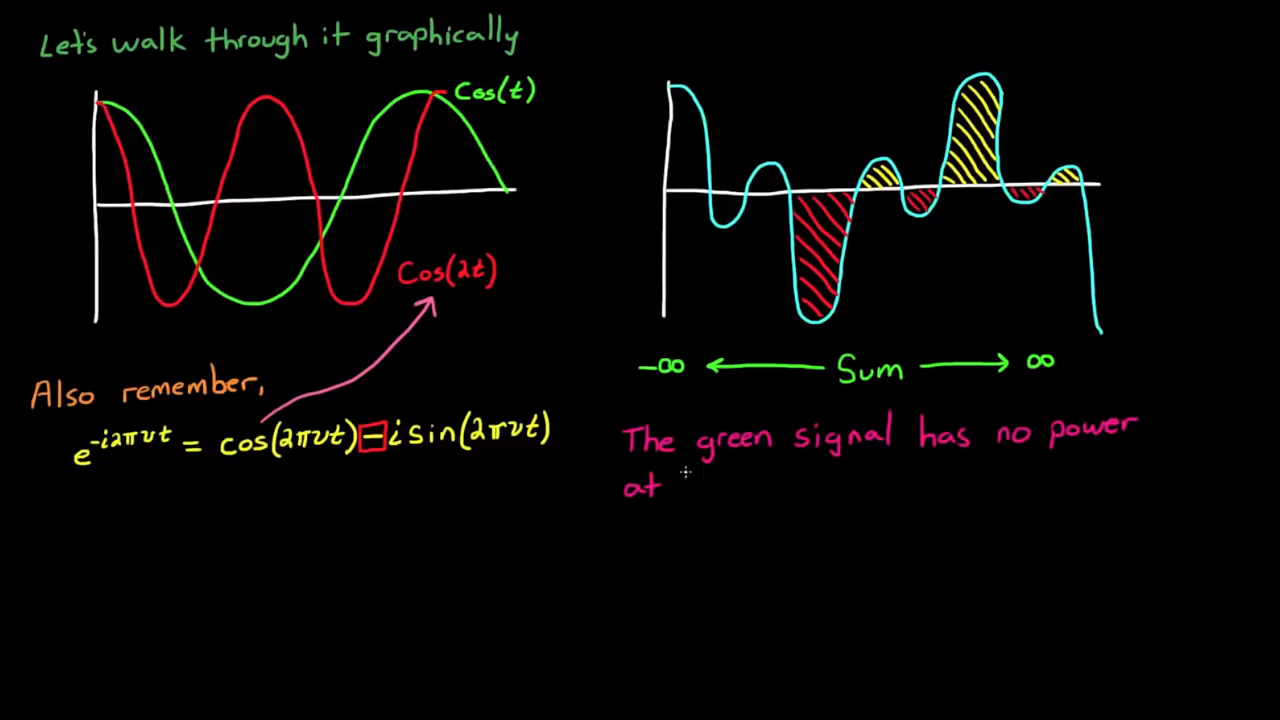 Let's walk through it graphically
Cos(t)
Cos(2t)
Also remember,
e^-i2πνt = cos(2πνt) - i sin(2πνt)
-∞ ← Sum → ∞
The green signal has no power
at